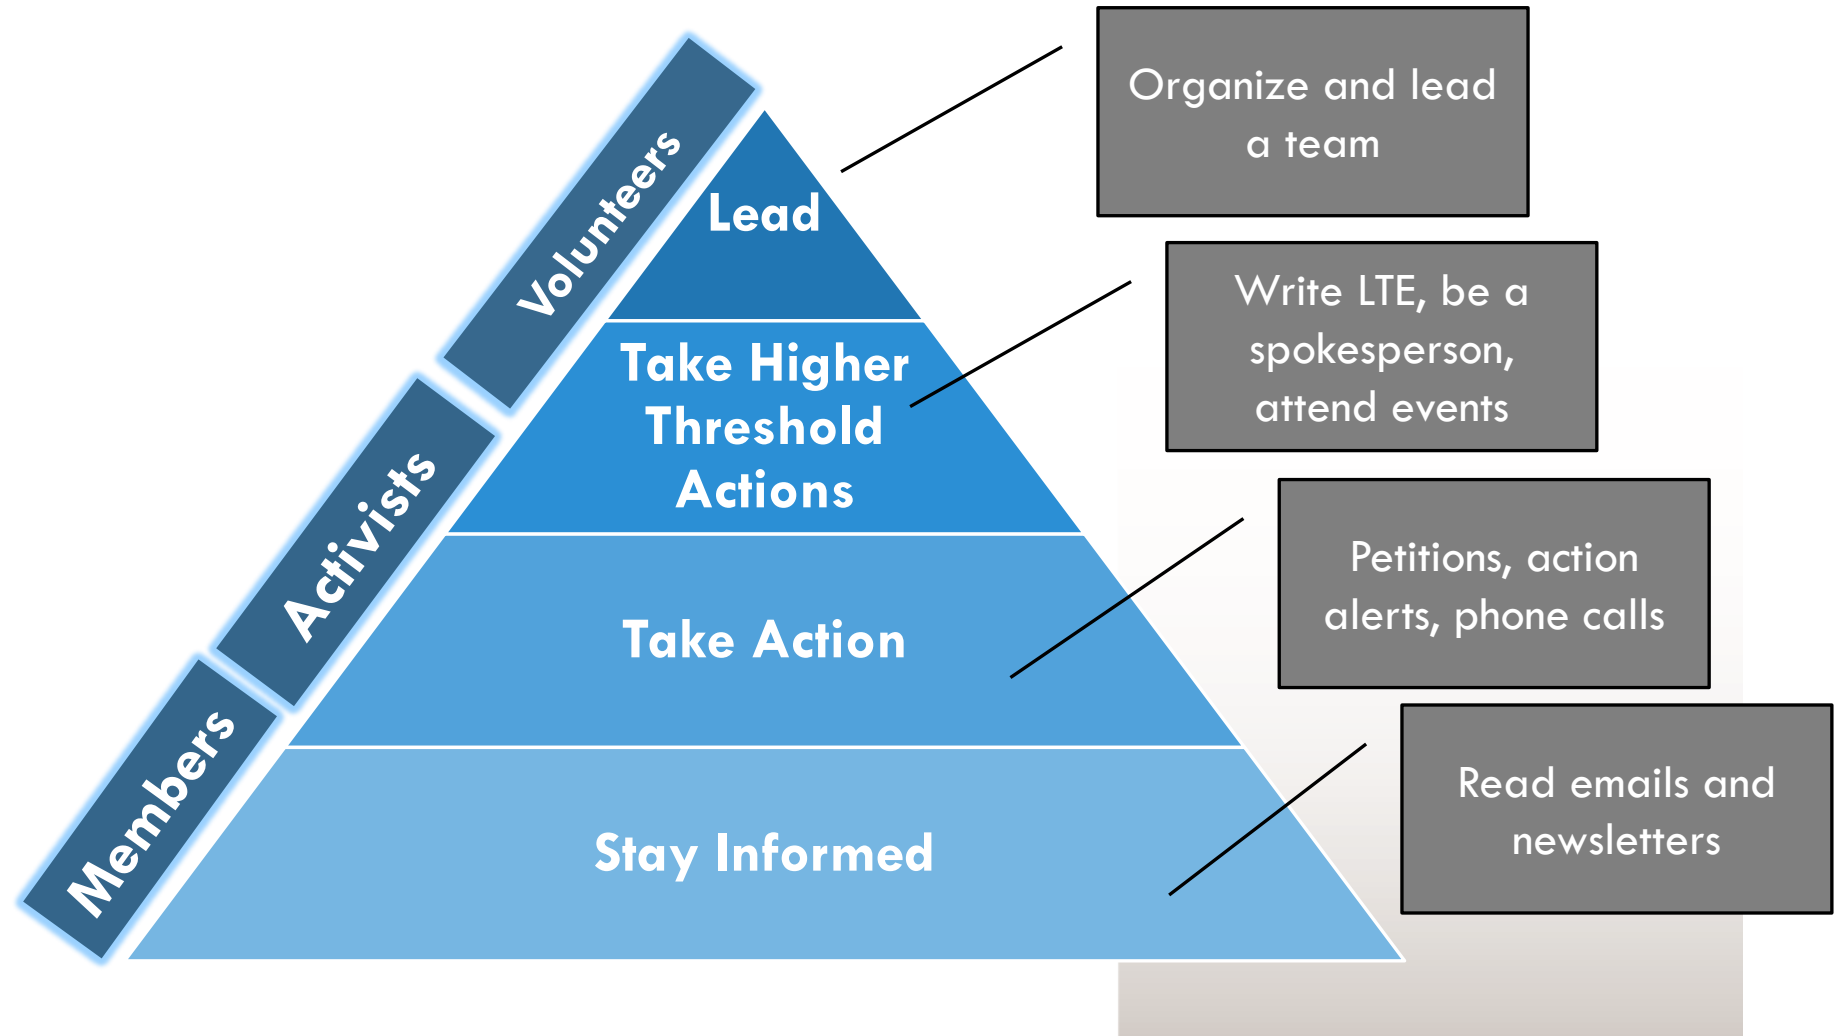 Volunteers
Activists
Members
Lead
Take Higher
Threshold
Actions
Take Action
Stay Informed
Organize and lead
a team
Write LTE, be a
spokesperson,
attend events
Petitions, action
alerts, phone calls
Read emails and
newsletters